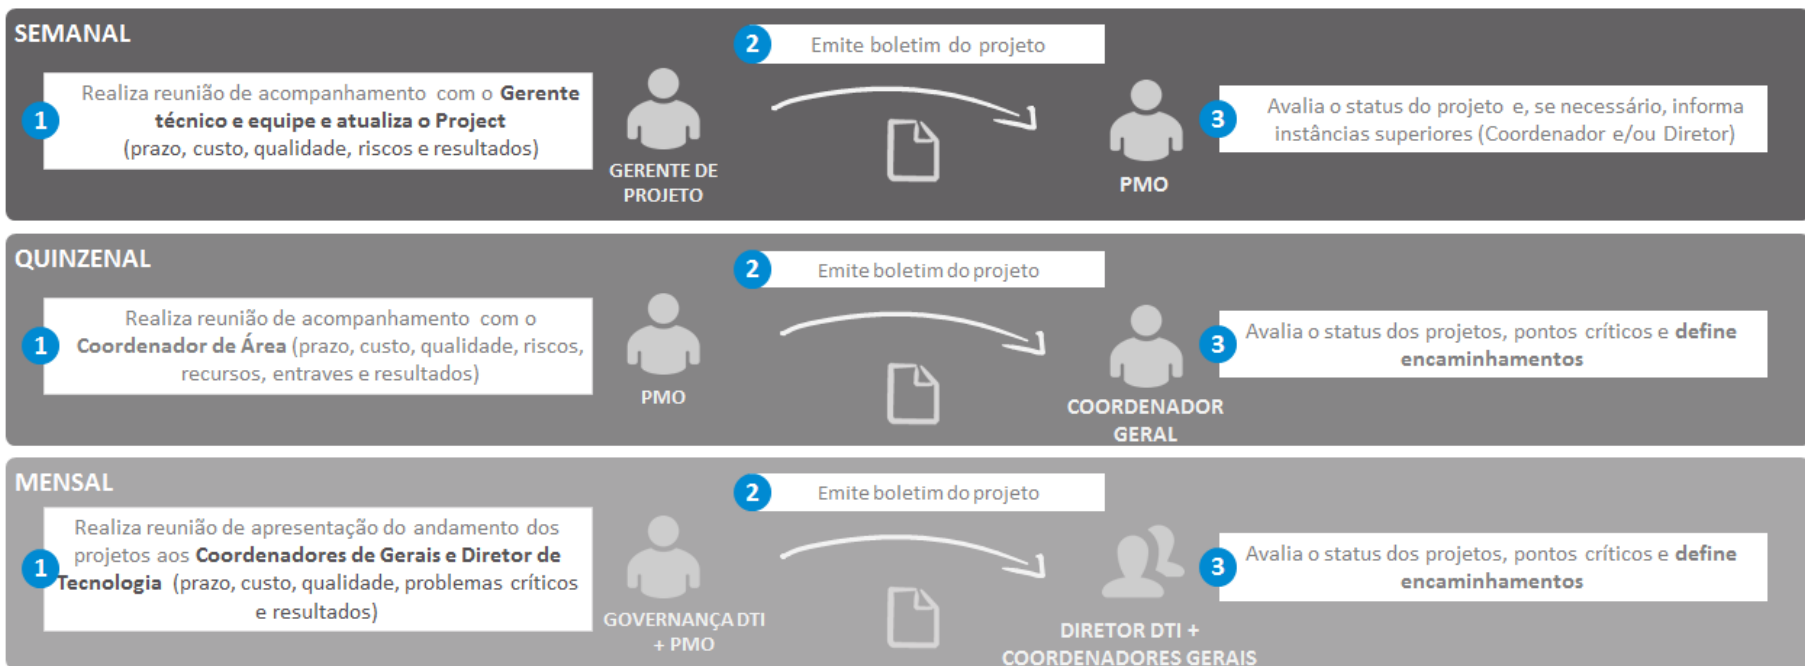 SEMANAL
1
Realiza reunião de acompanhamento com o Gerente
técnico e equipe e atualiza o Project
(prazo, custo, qualidade, riscos e resultados)
GERENTE DE
PROJETO
2
Emite boletim do projeto
PMO
3
Avalia o status do projeto e, se necessário, informa
instâncias superiores (Coordenador e/ou Diretor)
QUINZENAL
1
Realiza reunião de acompanhamento com o
Coordenador de Área (prazo, custo, qualidade, riscos,
recursos, entraves e resultados)
PMO
2
Emite boletim do projeto
COORDENADOR
GERAL
3
Avalia o status dos projetos, pontos críticos e define
encaminhamentos
MENSAL
1
Realiza reunião de apresentação do andamento dos
projetos aos Coordenadores de Gerais e Diretor de
Tecnologia (prazo, custo, qualidade, problemas críticos
e resultados)
GOVERNANÇA DTI
+ PMO
2
Emite boletim do projeto
DIRETOR DTI +
COORDENADORES GERAIS
3
Avalia o status dos projetos, pontos críticos e define
encaminhamentos